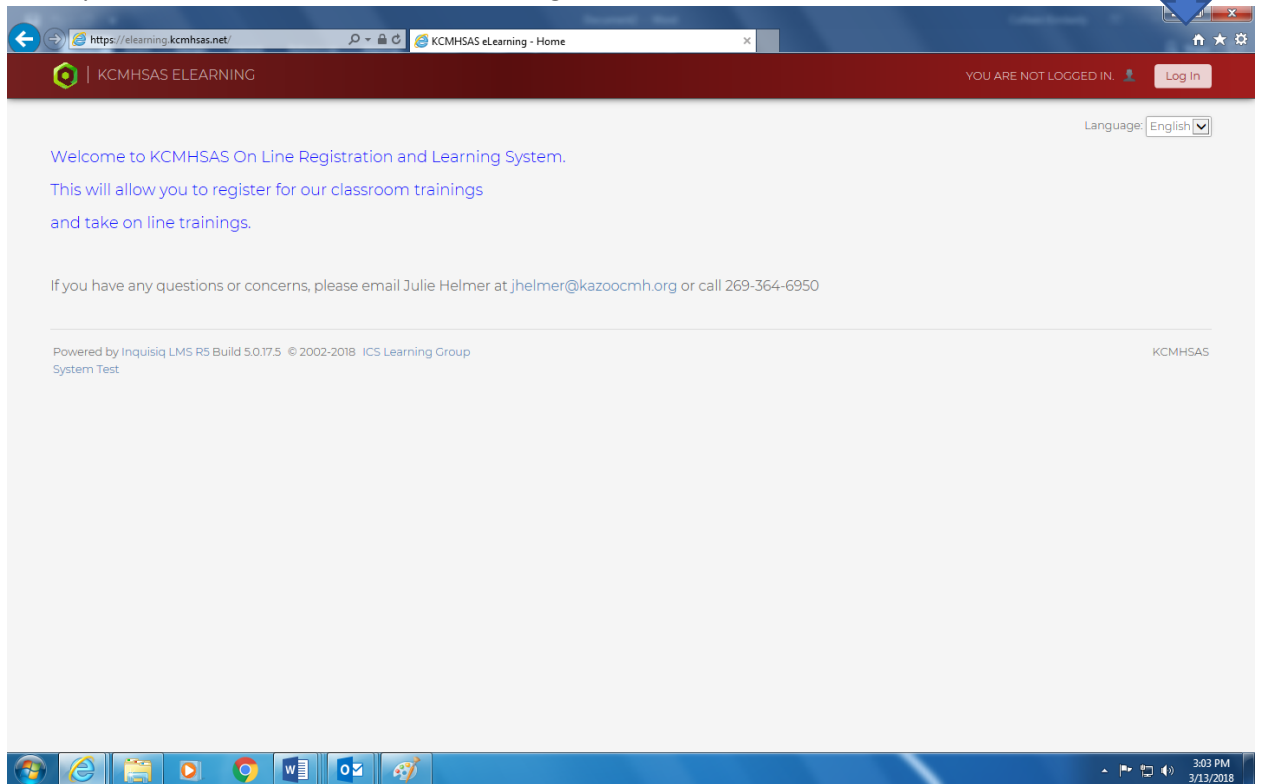 https://elearning.kcmhsas.net/
KCMHSAS eLearning - Home
| KCMHSAS ELEARNING
YOU ARE NOT LOGGED IN.
Log In
Language: English
Welcome to KCMHSAS On Line Registration and Learning System.
This will allow you to register for our classroom trainings
and take on line trainings.
If you have any questions or concerns, please email Julie Helmer at jhelmer@kazoocmh.org or call 269-364-6950
Powered by Inquisiq LMS R5 Build 5.0.17.5 © 2002-2018 ICS Learning Group
KCMHSAS
System Test
3:03 PM
3/13/2018